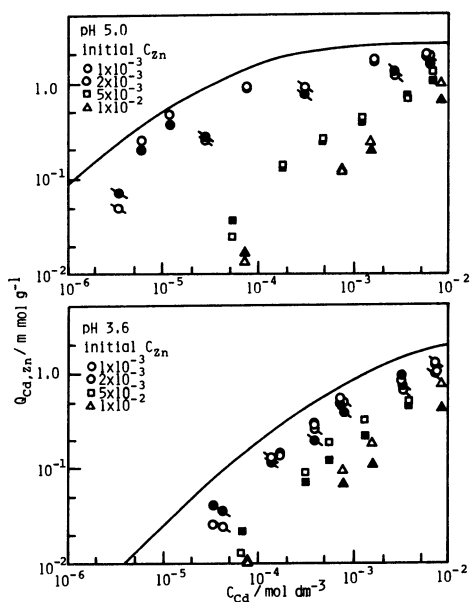 pH 5.0
initial C_Zn
1x10⁻³
2x10⁻³
5x10⁻³
1x10⁻²
1.0
10⁻¹
10⁻²
10⁻⁶ 10⁻⁵ 10⁻⁴ 10⁻³ 10⁻²
Q_Cd,Zn / m mol g⁻¹
pH 3.6
initial C_Zn
1x10⁻³
2x10⁻³
5x10⁻³
1x10⁻²
1.0
10⁻¹
10⁻²
10⁻⁶ 10⁻⁵ 10⁻⁴ 10⁻³ 10⁻²
C_Cd / mol dm⁻³